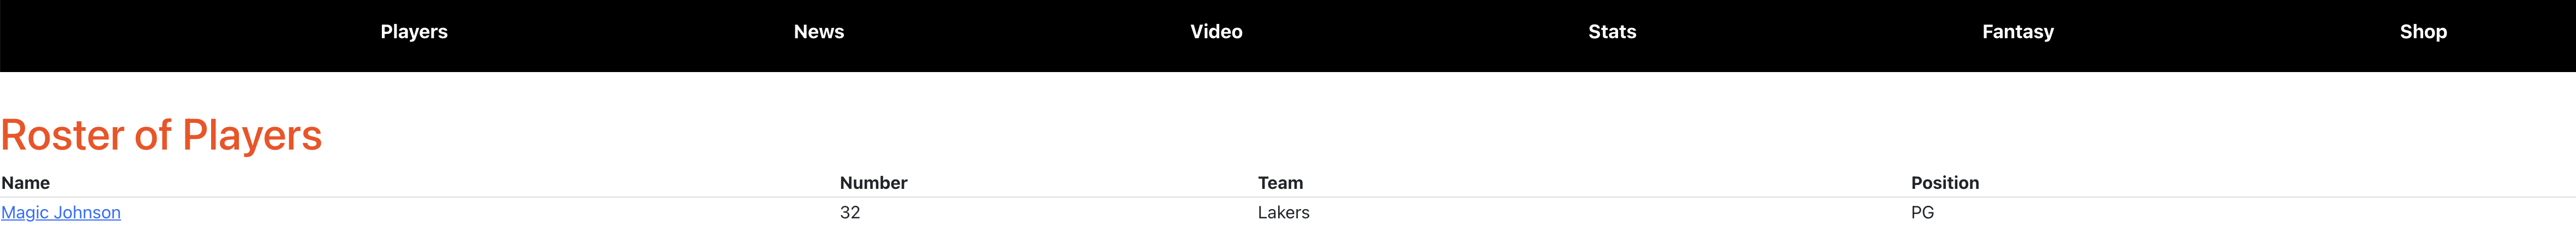 Players News Video Stats Fantasy Shop
Roster of Players
Name Number Team Position
Magic Johnson 32 Lakers PG